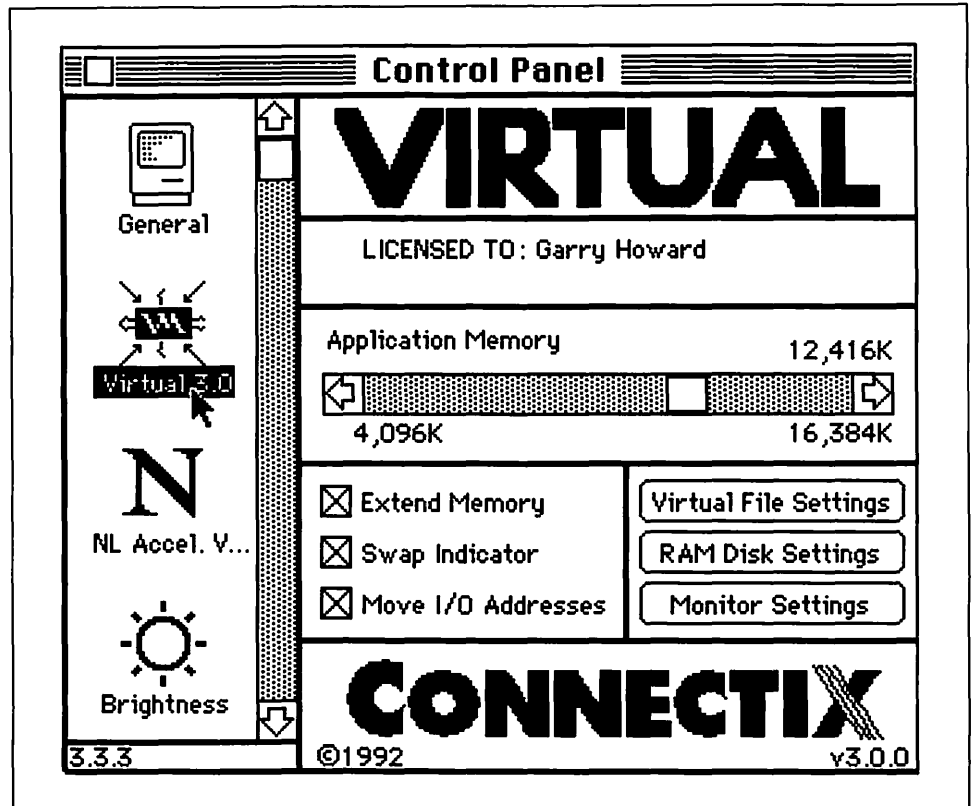 Control Panel
General
Virtual 3.0
N
NL Accel. V...
Brightness
3.3.3
VIRTUAL
LICENSED TO: Garry Howard
Application Memory
12,416K
4,096K
16,384K
Extend Memory
Swap Indicator
Move I/O Addresses
Virtual File Settings
RAM Disk Settings
Monitor Settings
CONNECTIX
©1992
v3.0.0